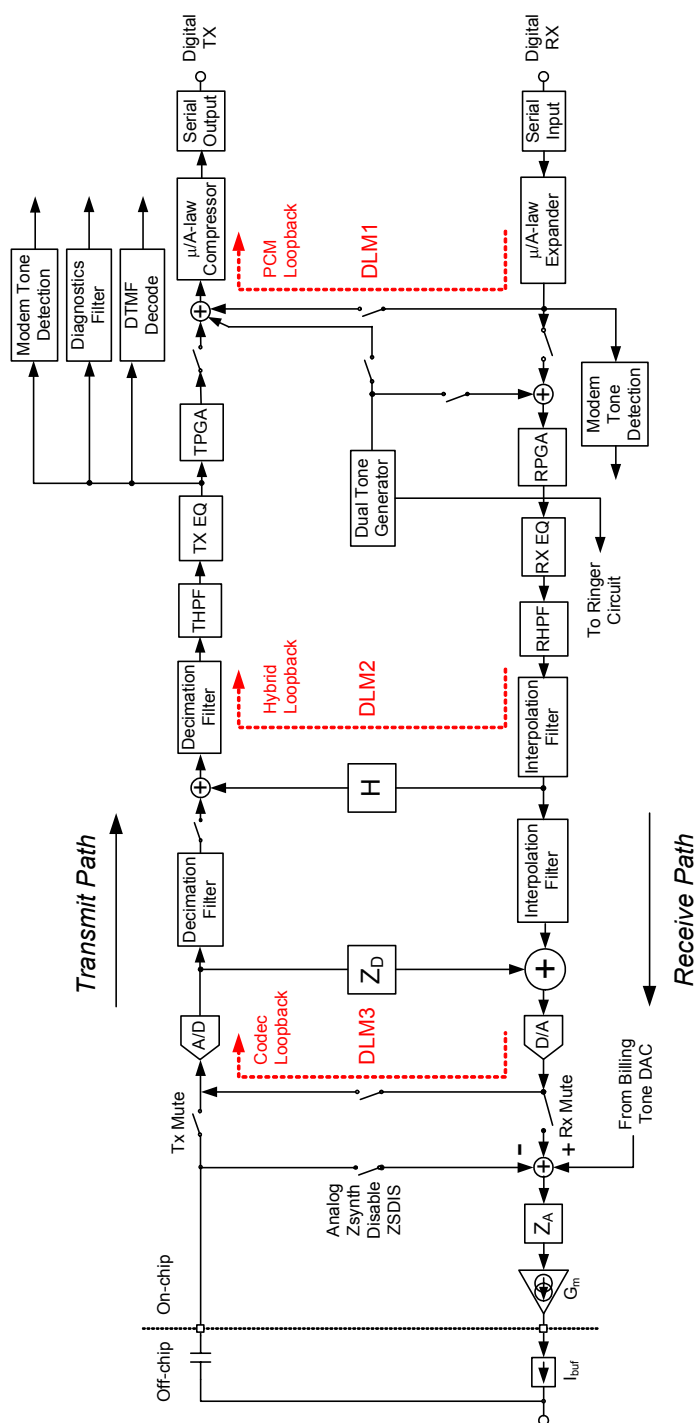 Off-chip
On-chip
Transmit Path
Tx Mute
A/D
Decimation
Filter
+
Decimation
Filter
THPF
TX EQ
TPGA
+
μ/A-law
Compressor
Serial
Output
Digital
TX
Modem Tone
Detection
Diagnostics
Filter
DTMF
Decode
Analog
Zsynth
Disable
ZSDIS
Codec
Loopback
DLM3
ZD
H
Hybrid
Loopback
DLM2
Dual Tone
Generator
PCM
Loopback
DLM1
Ibuf
Gm
ZA
+
-
+
Rx Mute
D/A
+
Interpolation
Filter
Interpolation
Filter
RHPF
RX EQ
RPGA
+
μ/A-law
Expander
Serial
Input
Digital
RX
From Billing
Tone DAC
To Ringer
Circuit
Modem
Tone
Detection
Receive Path